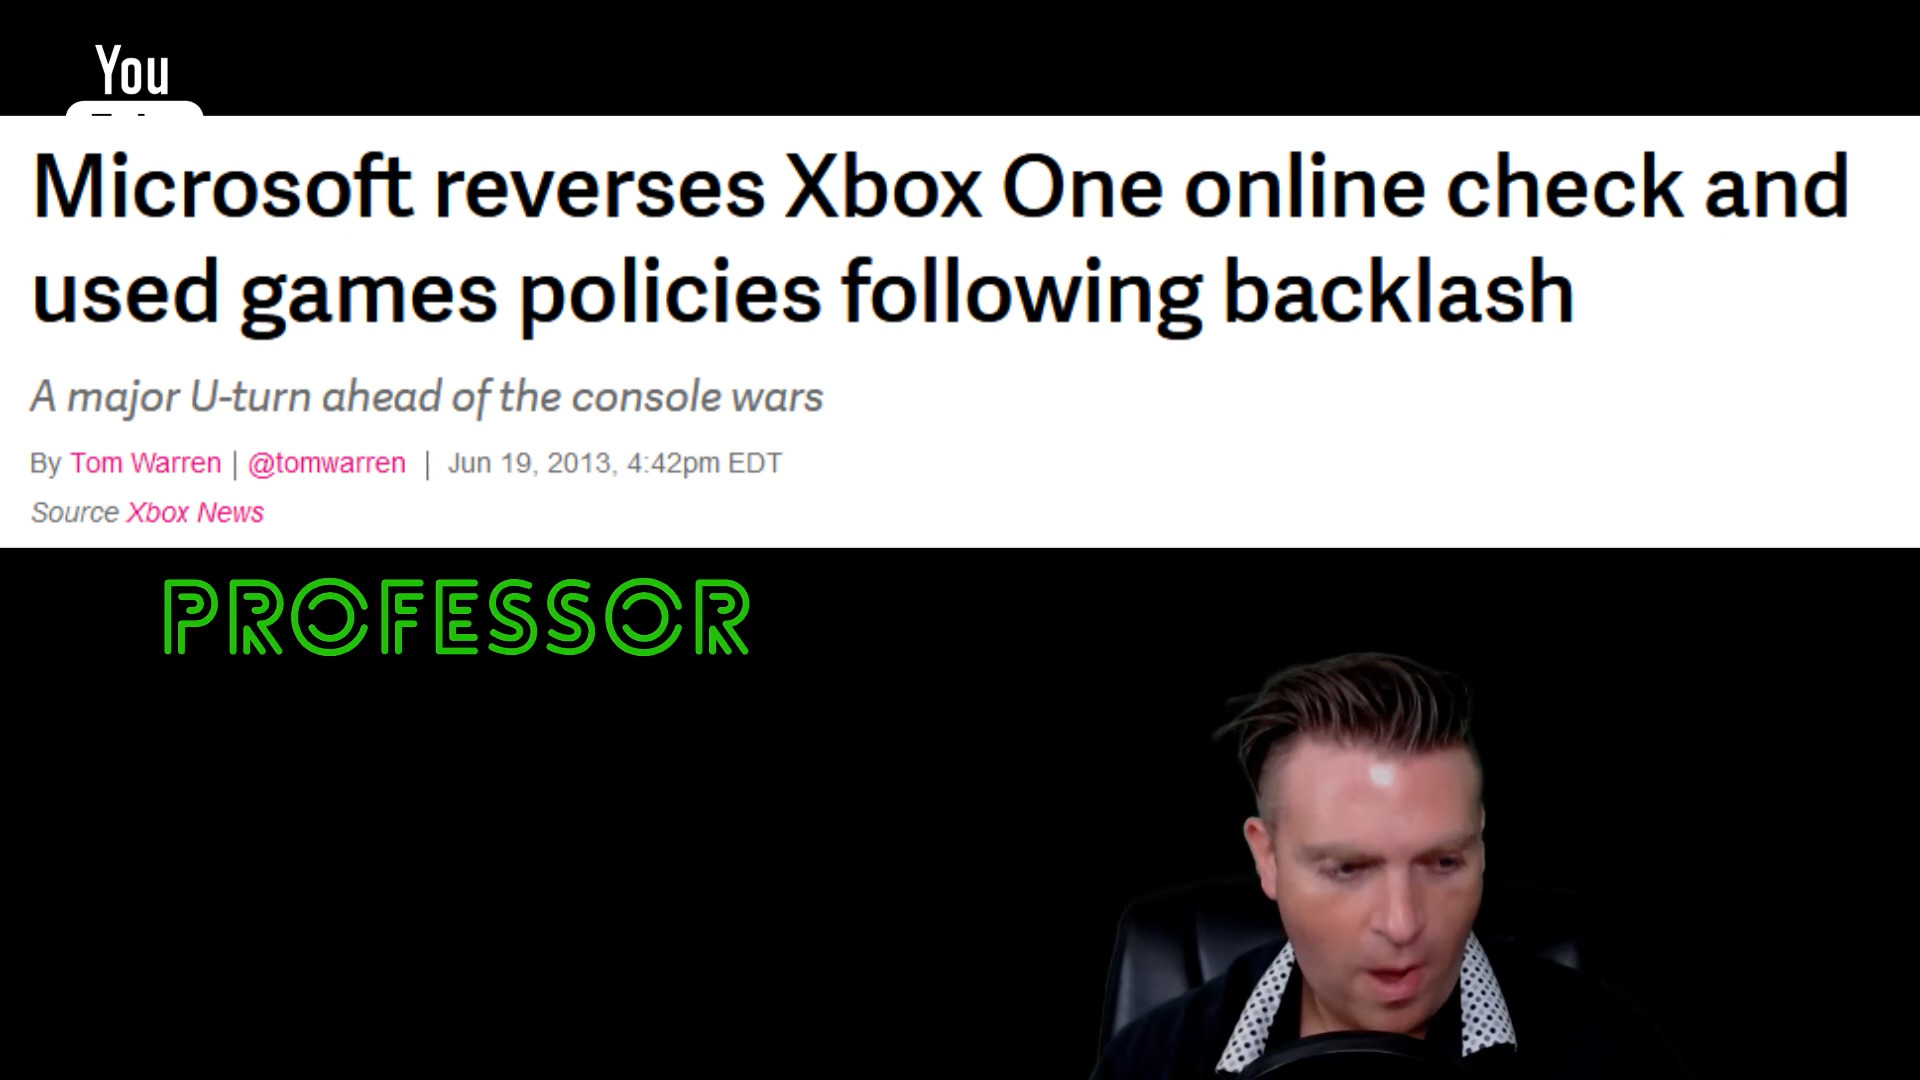 You
Microsoft reverses Xbox One online check and
used games policies following backlash
A major U-turn ahead of the console wars
By Tom Warren | @tomwarren | Jun 19, 2013, 4:42pm EDT
Source Xbox News
PROFESSOR